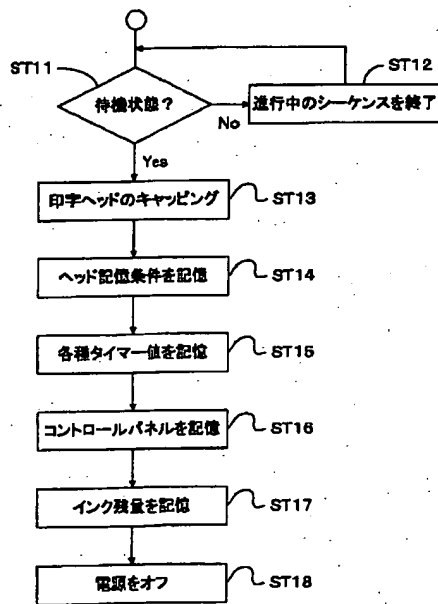 ST11
待機状態?
ST12
進行中のシーケンスを終了
No
Yes
印字ヘッドのキャッピング
ST13
ヘッド記憶条件を記憶
ST14
各種タイマー値を記憶
ST15
コントロールパネルを記憶
ST16
インク残量を記憶
ST17
電源をオフ
ST18